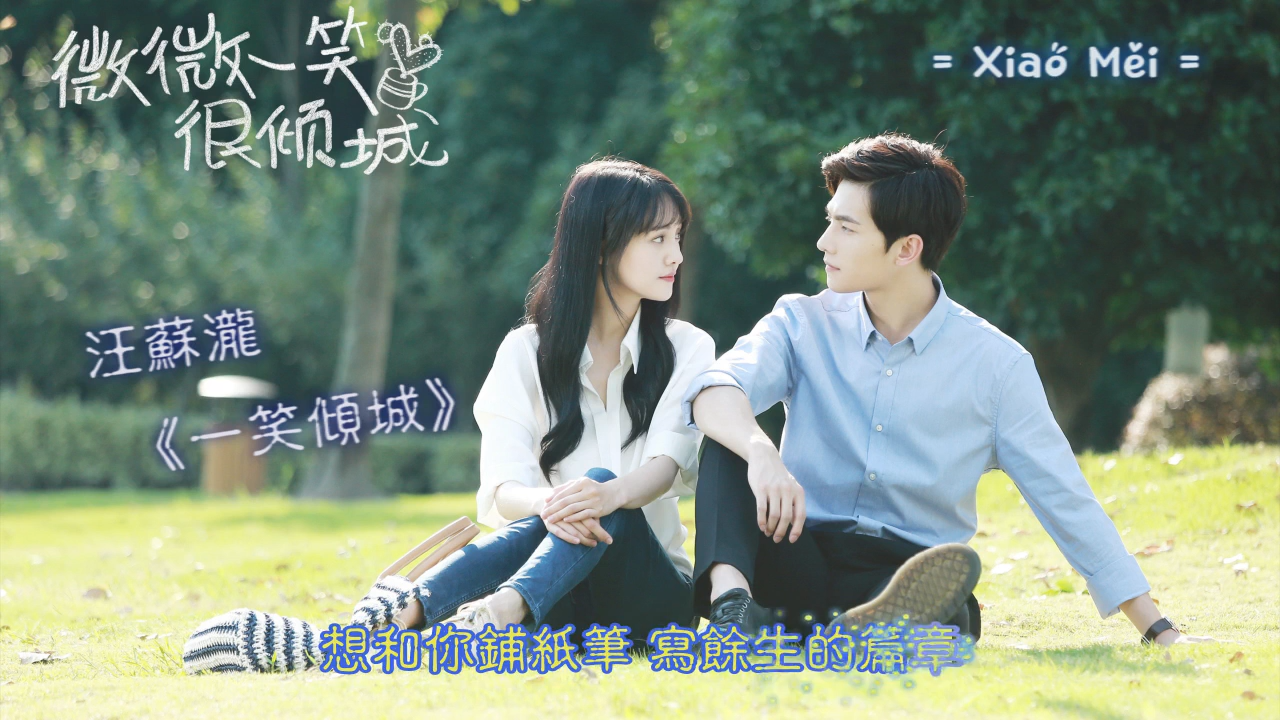 微微一笑
很倾城
= Xiaó Měi =
汪蘇瀧
《一笑傾城》
想和你鋪紙筆 寫餘生的篇章